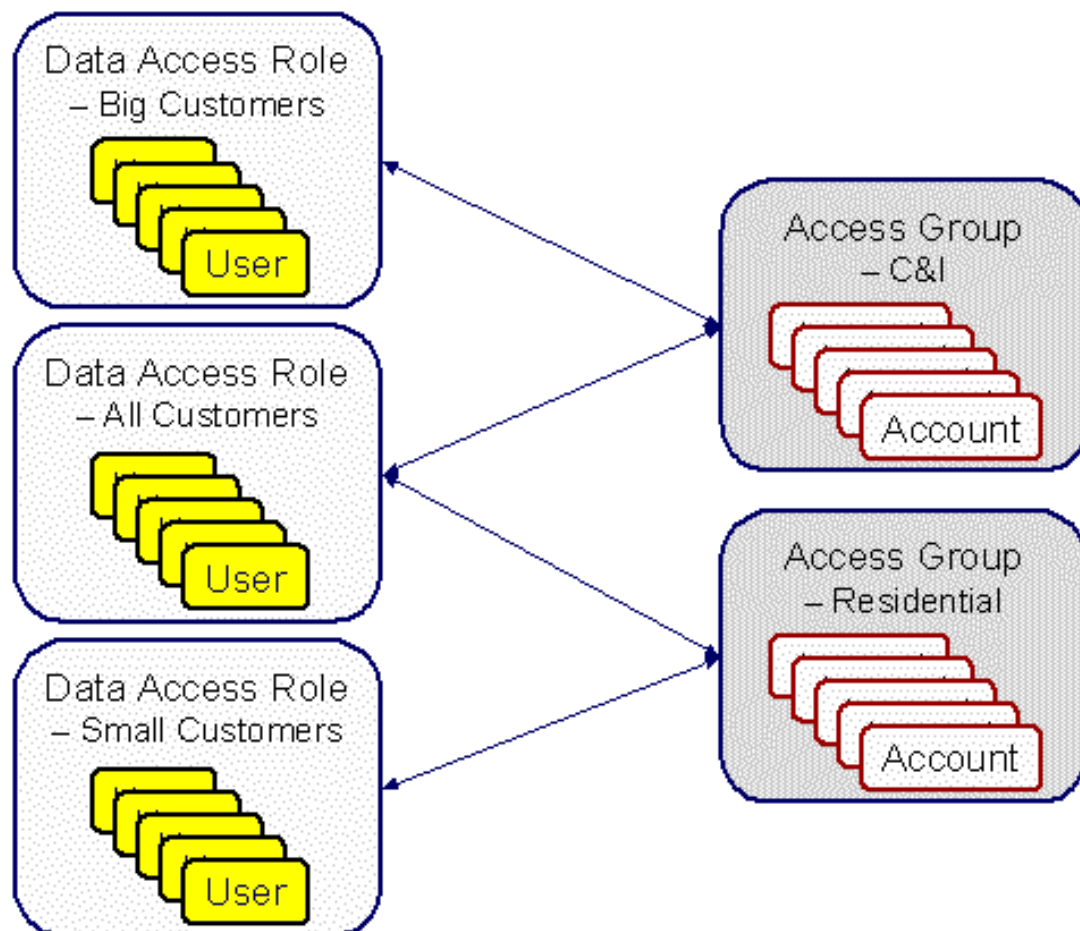 Data Access Role
– Big Customers
User
Data Access Role
– All Customers
User
Data Access Role
– Small Customers
User
Access Group
– C&I
Account
Access Group
– Residential
Account